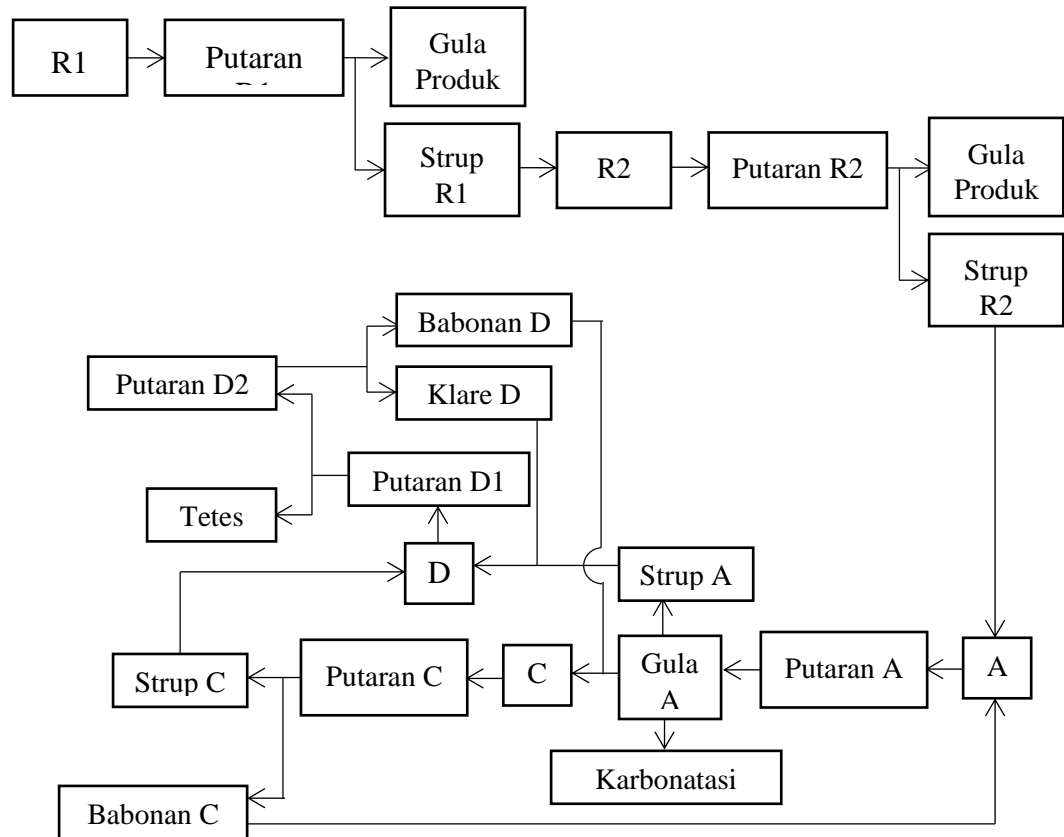 R1
Putaran
Gula
Produk
Strup
R1
R2
Putaran R2
Gula
Produk
Strup
R2
Babonan D
Putaran D2
Klare D
Putaran D1
Tetes
D
Strup A
Strup C
Putaran C
C
Gula
A
Putaran A
A
Karbonatasi
Babonan C